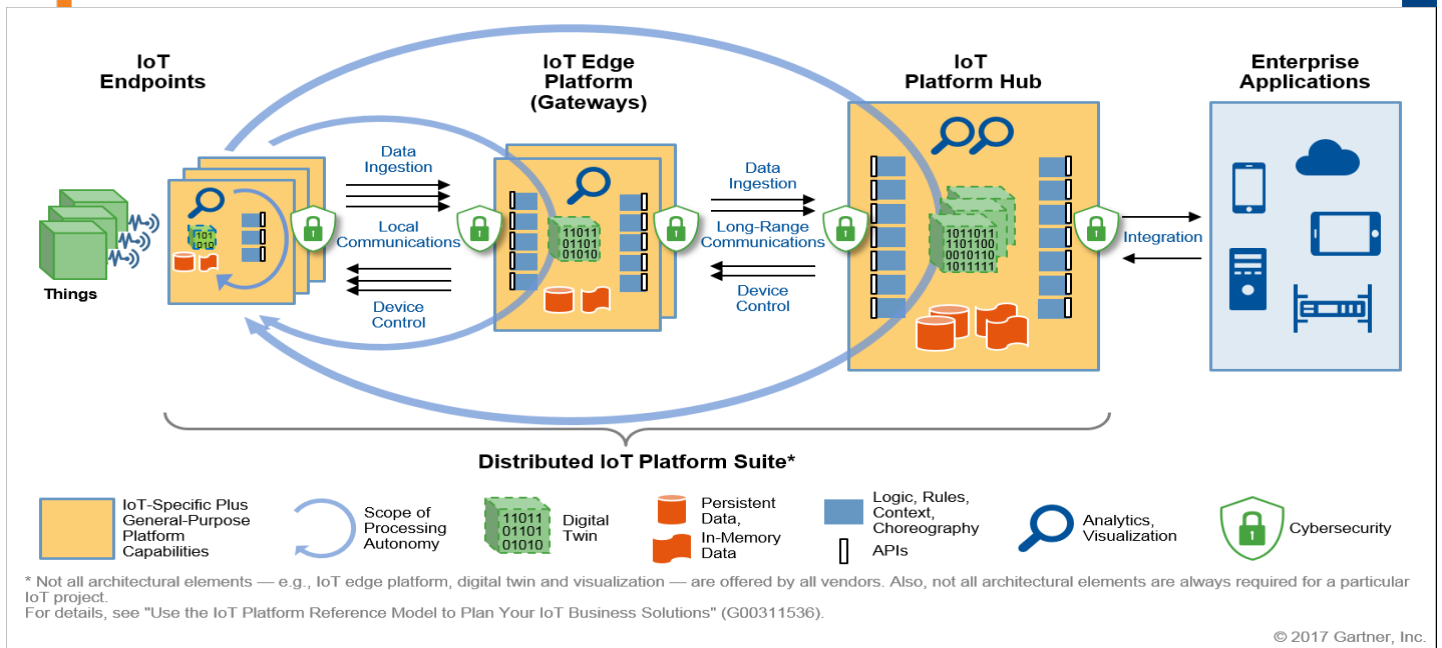 IoT
Endpoints
IoT Edge
Platform
(Gateways)
IoT
Platform Hub
Enterprise
Applications
Things
101
1010
Data
Ingestion
Local
Communications
Device
Control
11011
01101
01010
Data
Ingestion
Long-Range
Communications
Device
Control
1011011
1101100
0010110
0011111
Integration
Distributed IoT Platform Suite*
IoT-Specific Plus
General-Purpose
Platform
Capabilities
Scope of
Processing
Autonomy
11011
01101
01010
Digital
Twin
Persistent
Data,
In-Memory
Data
Logic, Rules,
Context,
Choreography
APIs
Analytics,
Visualization
Cybersecurity
* Not all architectural elements — e.g., IoT edge platform, digital twin and visualization — are offered by all vendors. Also, not all architectural elements are always required for a particular
IoT project.
For details, see "Use the IoT Platform Reference Model to Plan Your IoT Business Solutions" (G00311536).
© 2017 Gartner, Inc.